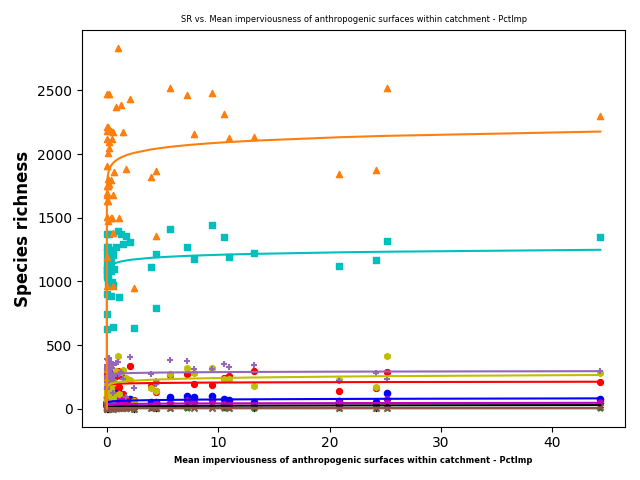 SR vs. Mean imperviousness of anthropogenic surfaces within catchment - PctImp
Species richness
2500
2000
1500
1000
500
0
0 10 20 30 40
Mean imperviousness of anthropogenic surfaces within catchment - PctImp